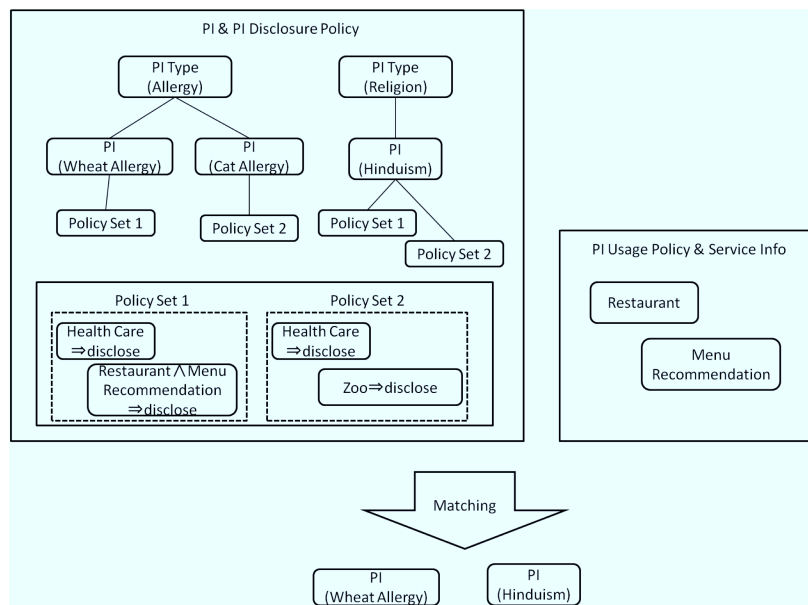 PI & PI Disclosure Policy
PI Type
(Allergy)
PI Type
(Religion)
PI
(Wheat Allergy)
PI
(Cat Allergy)
PI
(Hinduism)
Policy Set 1
Policy Set 2
Policy Set 1
Policy Set 2
Policy Set 1
Health Care
⇒disclose
Restaurant ∧Menu
Recommendation
⇒disclose
Policy Set 2
Health Care
⇒disclose
Zoo⇒disclose
PI Usage Policy & Service Info
Restaurant
Menu
Recommendation
Matching
PI
(Wheat Allergy)
PI
(Hinduism)